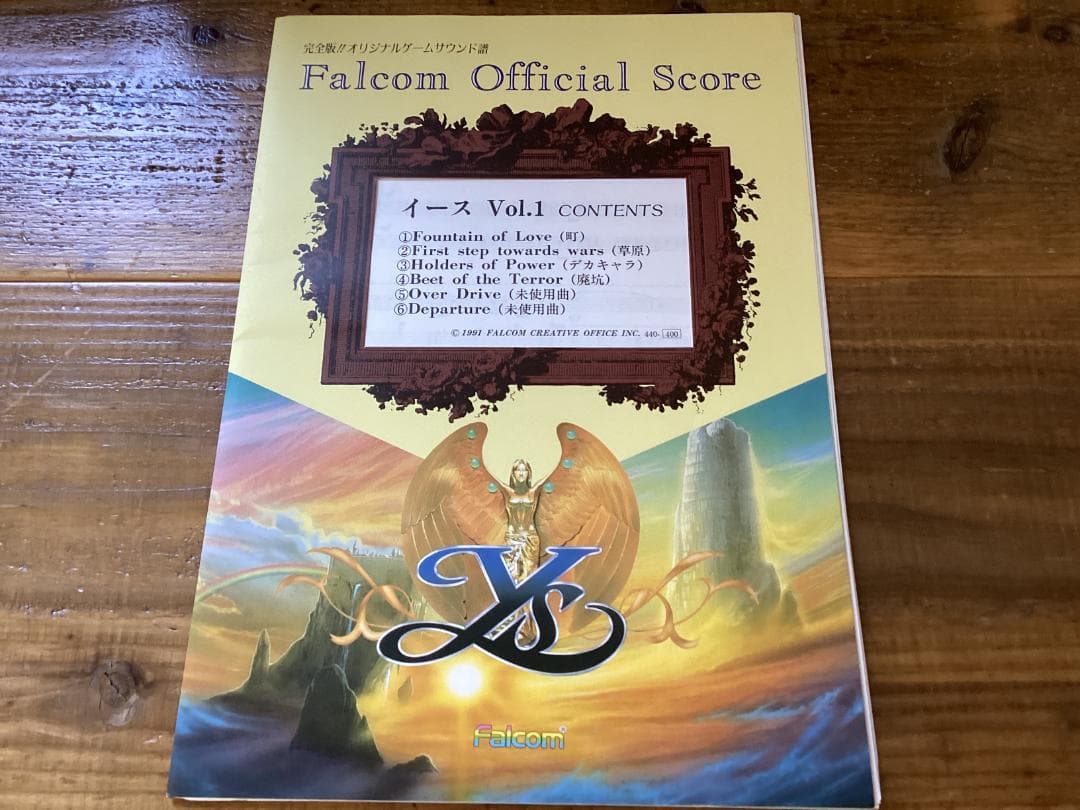 完全版!!オリジナルゲームサウンド譜
Falcom Official Score
イース Vol.1 CONTENTS
①Fountain of Love (町)
②First step towards wars (草原)
③Holders of Power (デカキャラ)
④Beet of the Terror (廃坑)
⑤Over Drive (未使用曲)
⑥Departure (未使用曲)
© 1991 FALCOM CREATIVE OFFICE INC. 440-400
Ys
Falcom®